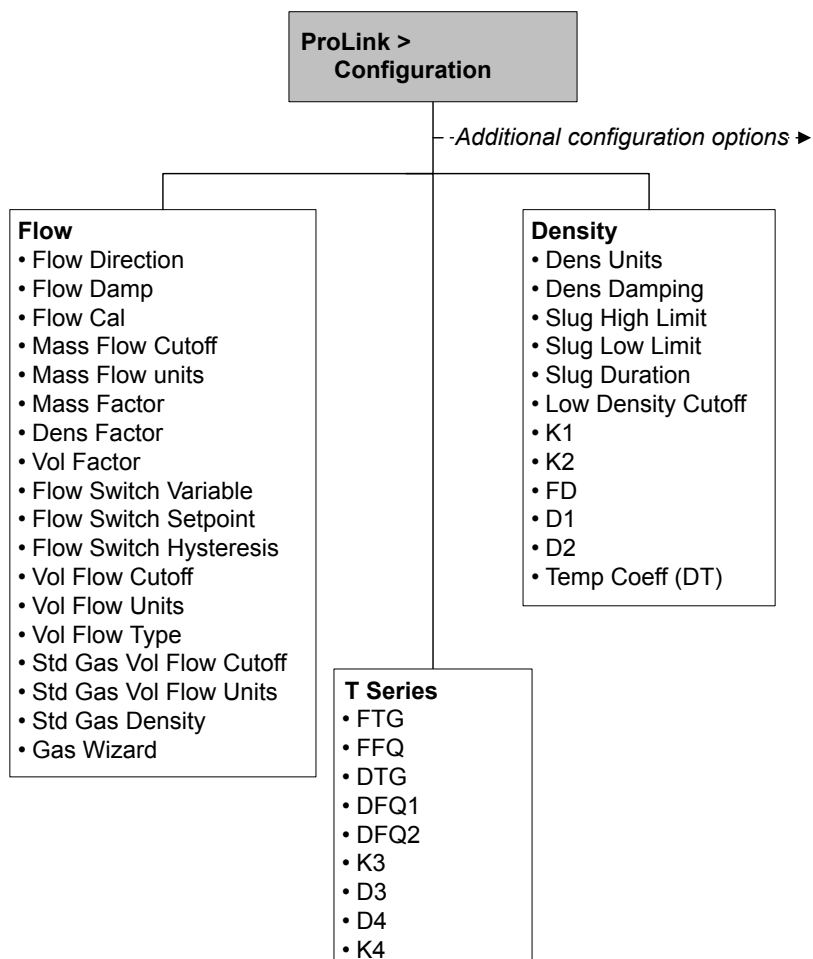 ProLink >
Configuration
Additional configuration options
Flow
• Flow Direction
• Flow Damp
• Flow Cal
• Mass Flow Cutoff
• Mass Flow units
• Mass Factor
• Dens Factor
• Vol Factor
• Flow Switch Variable
• Flow Switch Setpoint
• Flow Switch Hysteresis
• Vol Flow Cutoff
• Vol Flow Units
• Vol Flow Type
• Std Gas Vol Flow Cutoff
• Std Gas Vol Flow Units
• Std Gas Density
• Gas Wizard
Density
• Dens Units
• Dens Damping
• Slug High Limit
• Slug Low Limit
• Slug Duration
• Low Density Cutoff
• K1
• K2
• FD
• D1
• D2
• Temp Coeff (DT)
T Series
• FTG
• FFQ
• DTG
• DFQ1
• DFQ2
• K3
• D3
• D4
• K4